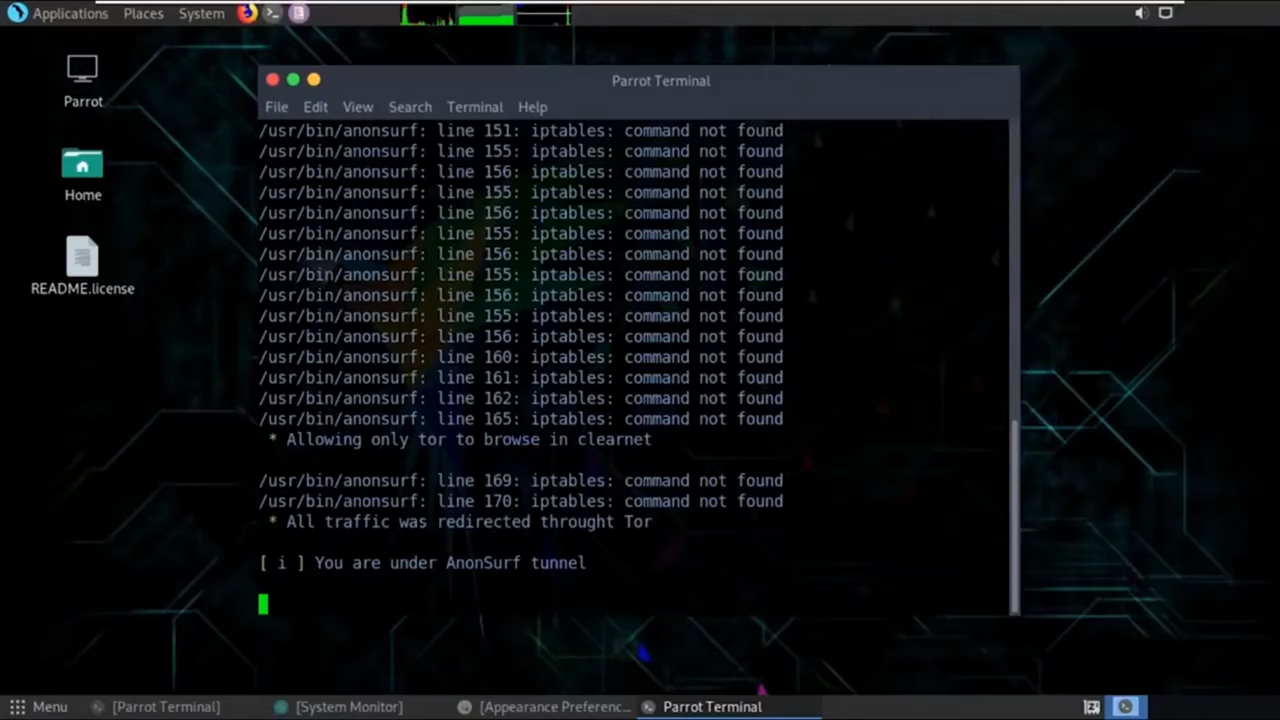 Applications Places System
Parrot
Home
README.license
Parrot Terminal
File Edit View Search Terminal Help
/usr/bin/anonsurf: line 151: iptables: command not found
/usr/bin/anonsurf: line 155: iptables: command not found
/usr/bin/anonsurf: line 156: iptables: command not found
/usr/bin/anonsurf: line 155: iptables: command not found
/usr/bin/anonsurf: line 156: iptables: command not found
/usr/bin/anonsurf: line 155: iptables: command not found
/usr/bin/anonsurf: line 156: iptables: command not found
/usr/bin/anonsurf: line 155: iptables: command not found
/usr/bin/anonsurf: line 156: iptables: command not found
/usr/bin/anonsurf: line 155: iptables: command not found
/usr/bin/anonsurf: line 156: iptables: command not found
/usr/bin/anonsurf: line 160: iptables: command not found
/usr/bin/anonsurf: line 161: iptables: command not found
/usr/bin/anonsurf: line 162: iptables: command not found
/usr/bin/anonsurf: line 165: iptables: command not found
* Allowing only tor to browse in clearnet
/usr/bin/anonsurf: line 169: iptables: command not found
/usr/bin/anonsurf: line 170: iptables: command not found
* All traffic was redirected throught Tor
[ i ] You are under AnonSurf tunnel
Menu [Parrot Terminal] [System Monitor] [Appearance Preferenc... Parrot Terminal